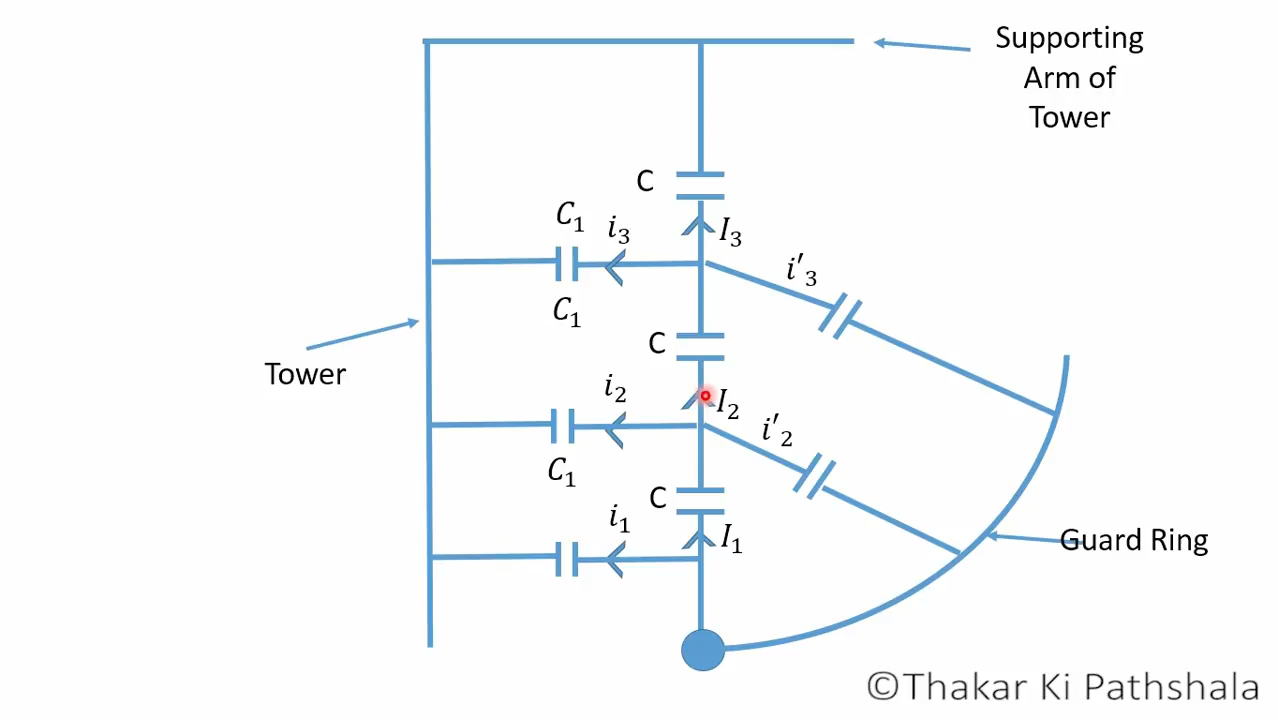 Supporting
Arm of
Tower
C
C₁
i₃
I₃
i′₃
C₁
C
Tower
i₂
I₂
i′₂
C₁
C
i₁
I₁
Guard Ring
©Thakar Ki Pathshala